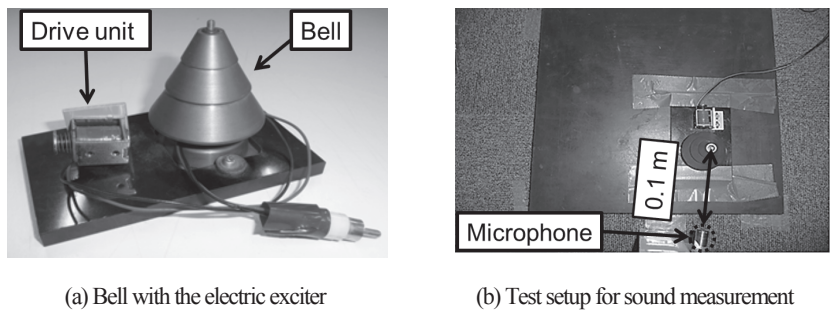 Drive unit
Bell
0.1 m
Microphone
(a) Bell with the electric exciter
(b) Test setup for sound measurement